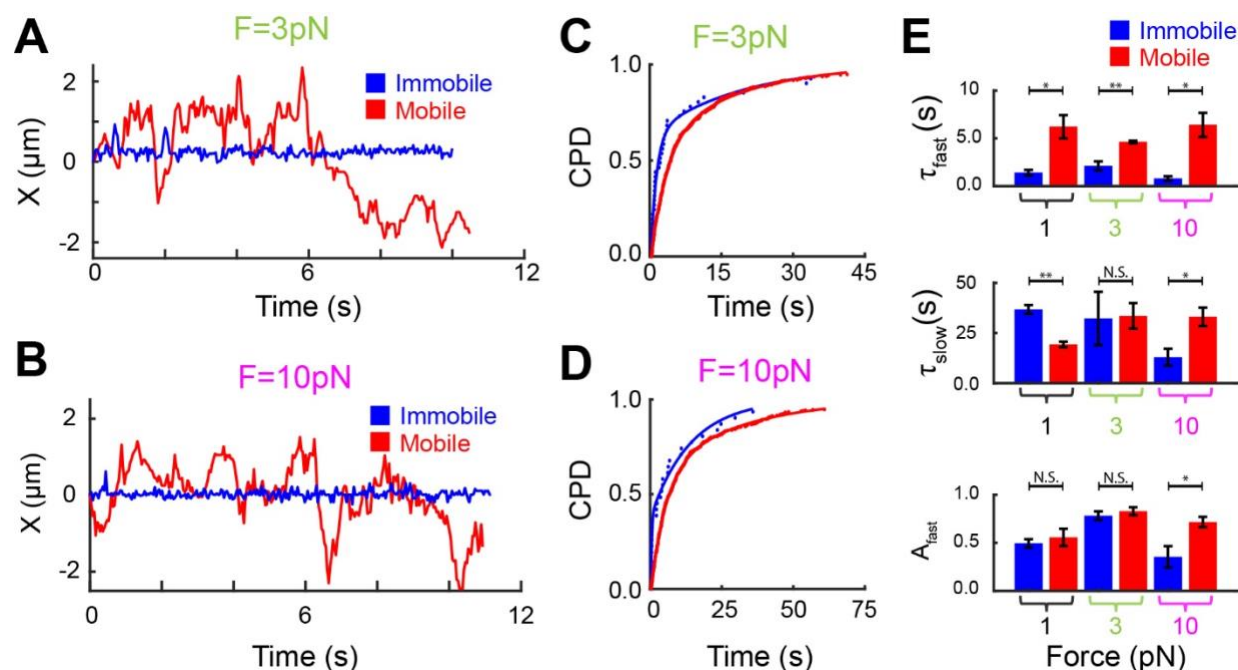 A
F=3pN
Immobile
Mobile
2
0
-2
X (µm)
0
6
12
Time (s)
B
F=10pN
Immobile
Mobile
2
0
-2
X (µm)
0
6
12
Time (s)
C
F=3pN
1.0
0.5
0.0
CPD
0
15
30
45
Time (s)
D
F=10pN
1.0
0.5
0.0
CPD
0
25
50
75
Time (s)
E
Immobile
Mobile
10
5.0
0.0
τfast(s)
*
**
*
1
3
10
50
25
0
τslow(s)
**
N.S.
*
1
3
10
1.0
0.5
0.0
Afast
N.S.
N.S.
*
1
3
10
Force (pN)